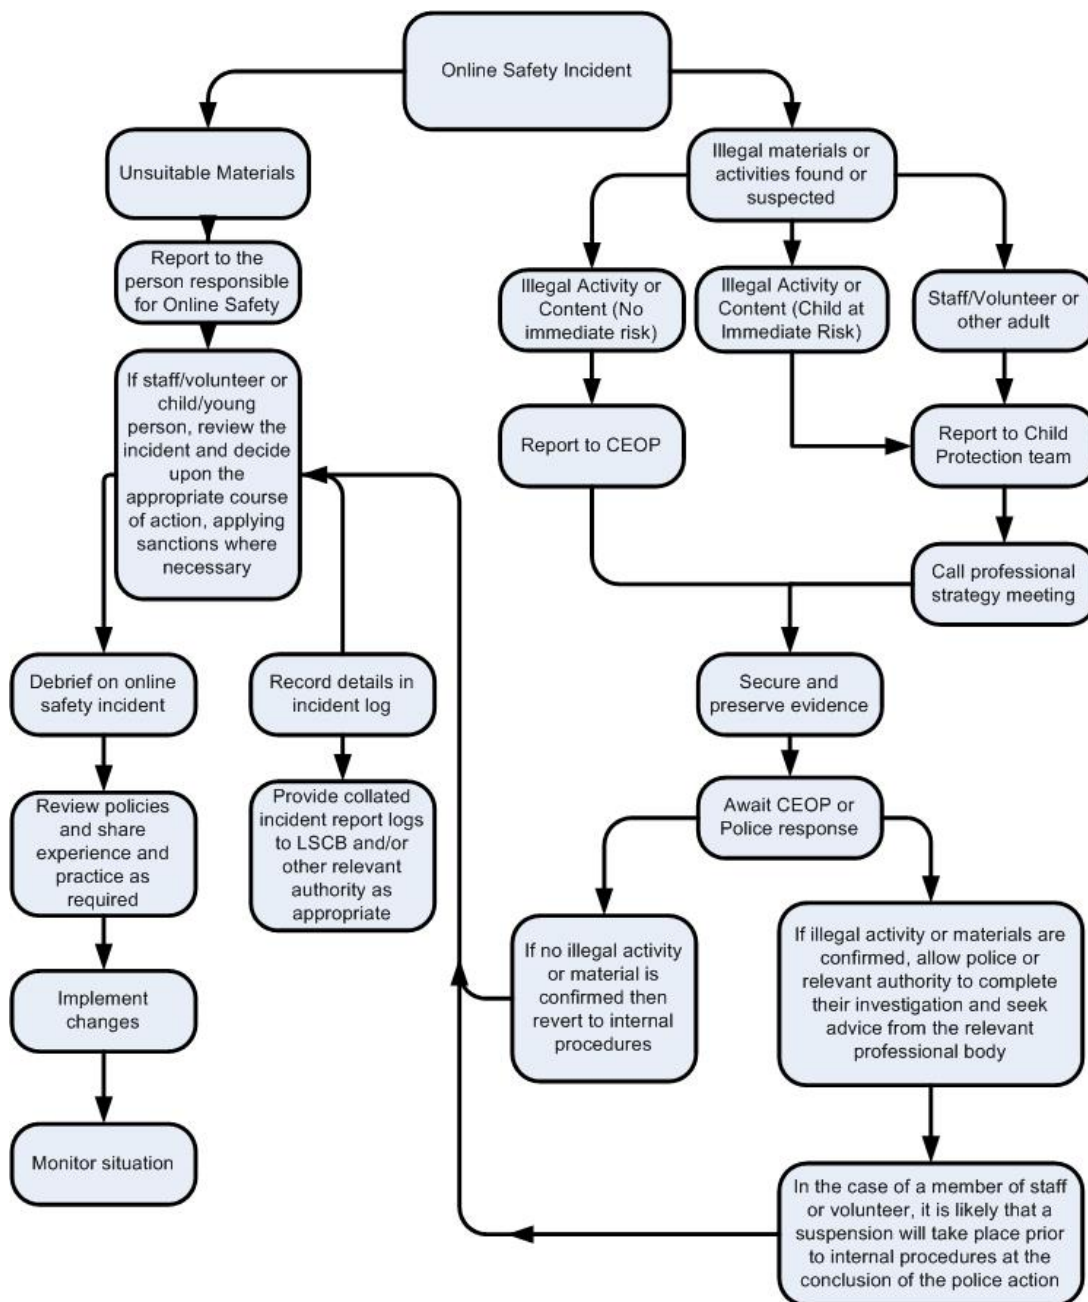 Online Safety Incident
Unsuitable Materials
Illegal materials or
activities found or
suspected
Report to the
person responsible
for Online Safety
Illegal Activity or
Content (No
immediate risk)
Illegal Activity or
Content (Child at
Immediate Risk)
Staff/Volunteer or
other adult
If staff/volunteer or
child/young
person, review the
incident and decide
upon the
appropriate course
of action, applying
sanctions where
necessary
Report to CEOP
Report to Child
Protection team
Call professional
strategy meeting
Debrief on online
safety incident
Record details in
incident log
Secure and
preserve evidence
Review policies
and share
experience and
practice as
required
Provide collated
incident report logs
to LSCB and/or
other relevant
authority as
appropriate
Await CEOP or
Police response
If no illegal activity
or material is
confirmed then
revert to internal
procedures
If illegal activity or materials are
confirmed, allow police or
relevant authority to complete
their investigation and seek
advice from the relevant
professional body
Implement
changes
Monitor situation
In the case of a member of staff
or volunteer, it is likely that a
suspension will take place prior
to internal procedures at the
conclusion of the police action